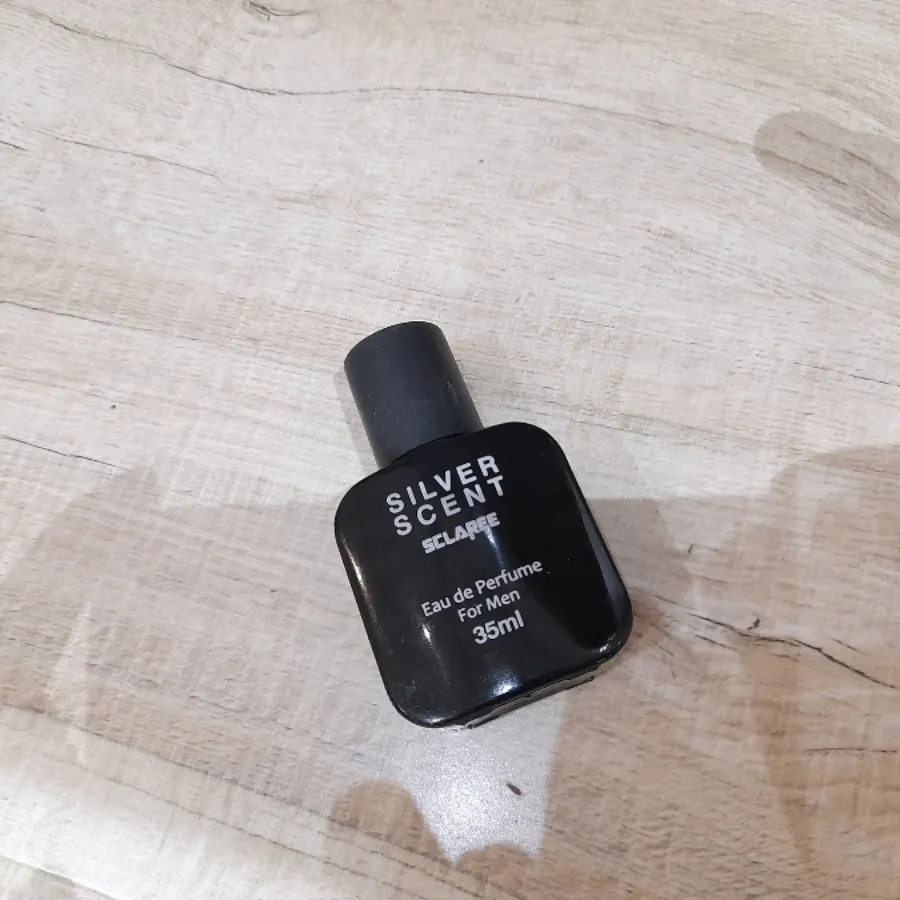 SILVER
SCENT
SCLAREE
Eau de Perfume
For Men
35ml